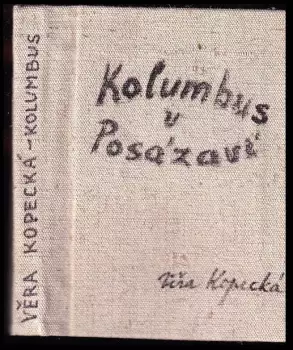 VĚRA KOPECKÁ - KOLUMBUS
Kolumbus
v
Posázaví
Věra Kopecká